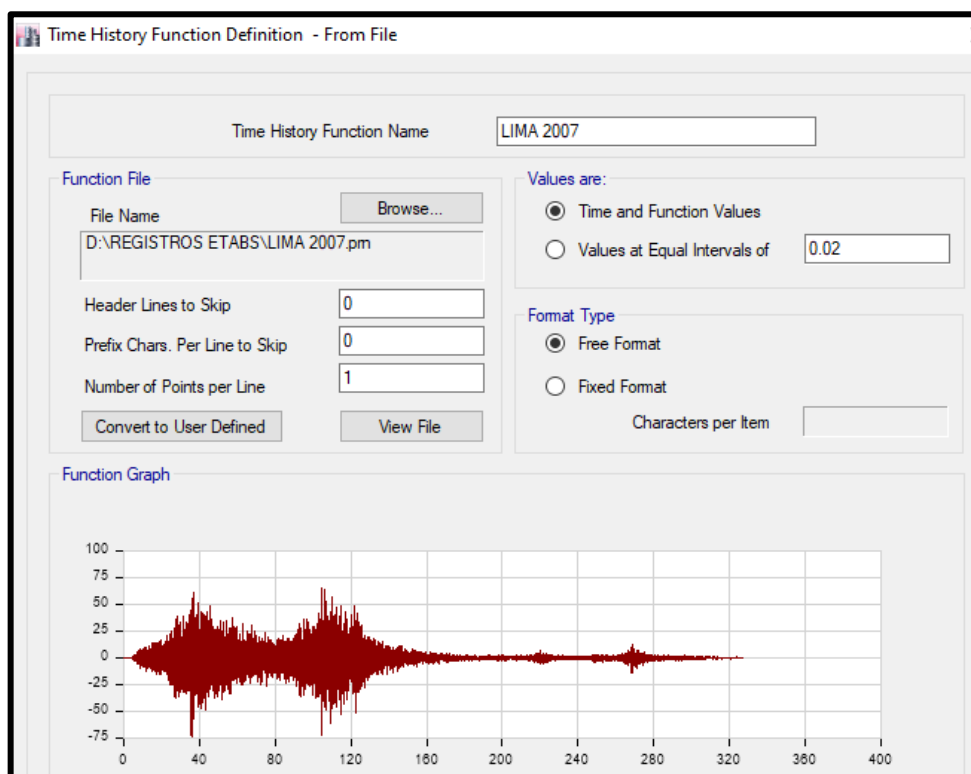 Time History Function Definition - From File
Time History Function Name
LIMA 2007
Function File
File Name
Browse...
D:\REGISTROS ETABS\LIMA 2007.prn
Header Lines to Skip
0
Prefix Chars. Per Line to Skip
0
Number of Points per Line
1
Convert to User Defined
View File
Values are:
Time and Function Values
Values at Equal Intervals of
0.02
Format Type
Free Format
Fixed Format
Characters per Item
Function Graph
100
75
50
25
0
-25
-50
-75
0 40 80 120 160 200 240 280 320 360 400